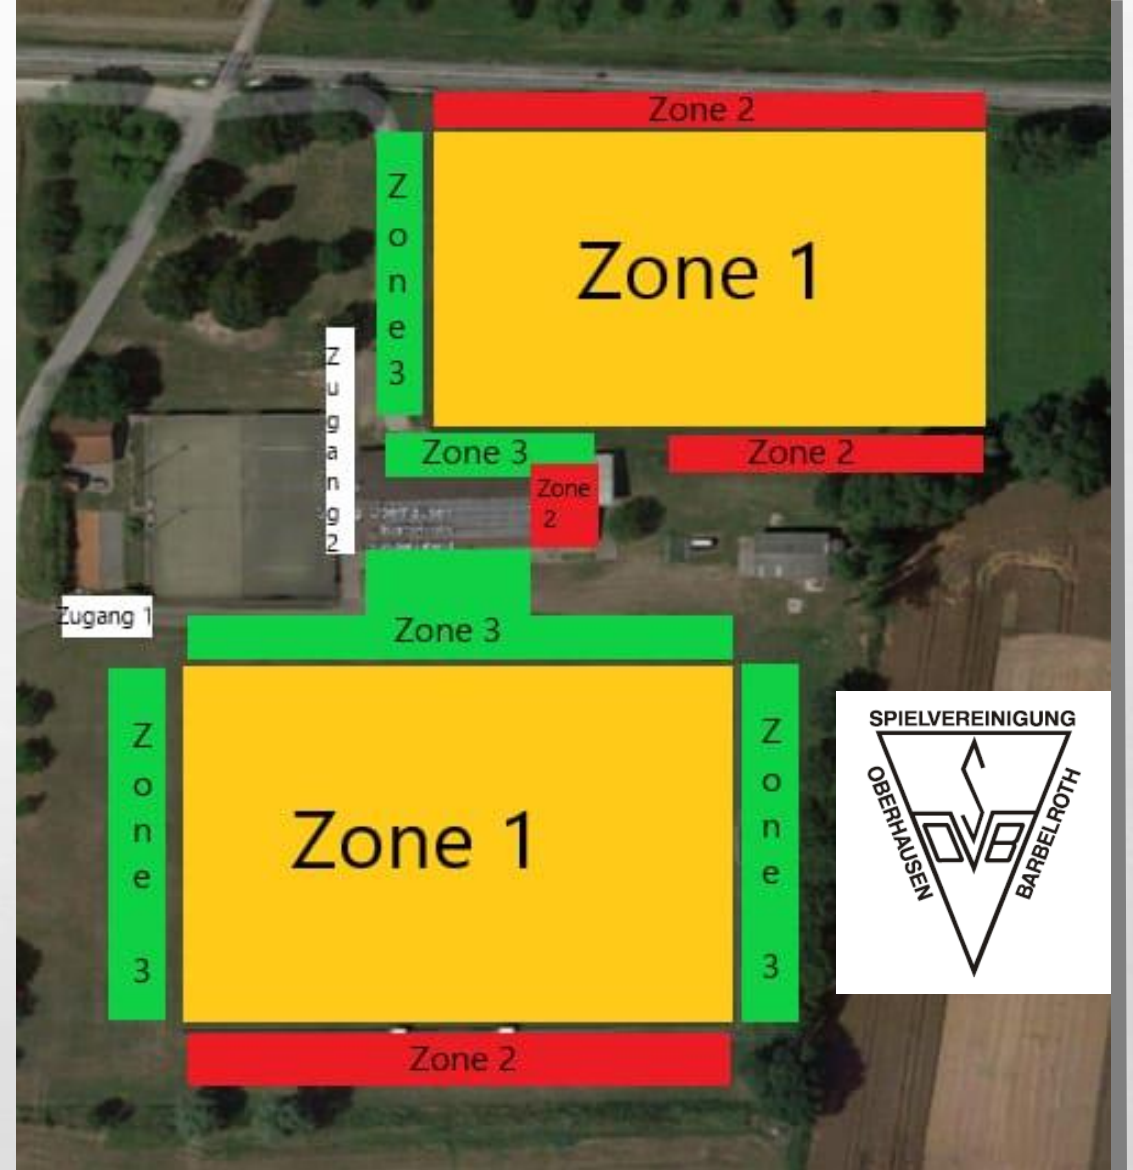 Zone 2
Zone 3
Zone 1
Zugang 2
Zone 3
Zone 2
Zone
2
Zugang 1
Zone 3
Zone 3
Zone 1
Zone 3
Zone 2
SPIELVEREINIGUNG
OBERHAUSEN
BARBELROTH
OVB